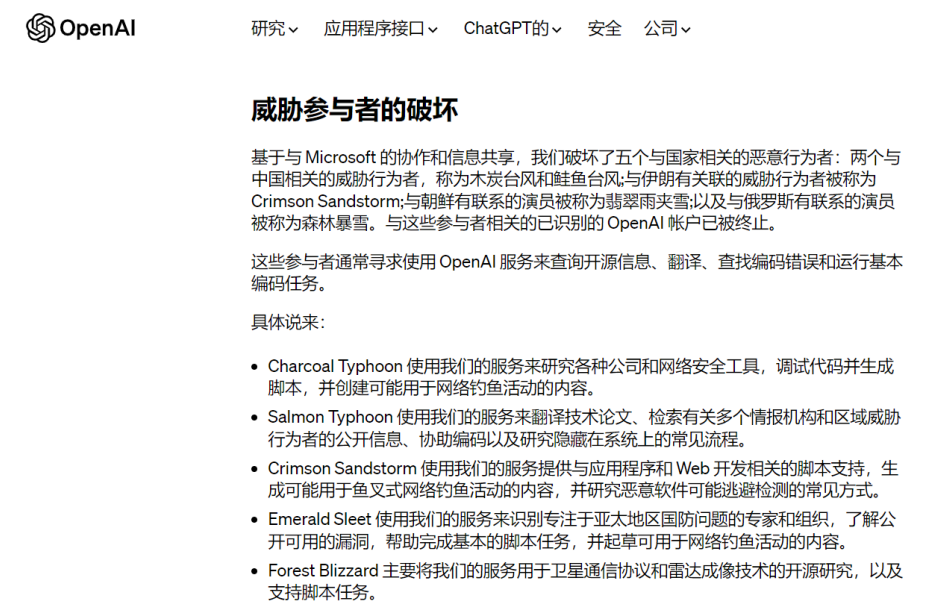 OpenAI
研究 应用程序接口 ChatGPT的 安全 公司
威胁参与者的破坏
基于与 Microsoft 的协作和信息共享，我们破坏了五个与国家相关的恶意行为者：两个与
中国相关的威胁行为者，称为木炭台风和鲑鱼台风;与伊朗有关联的威胁行为者被称为
Crimson Sandstorm;与朝鲜有联系的演员被称为翡翠雨夹雪;以及与俄罗斯有联系的演员
被称为森林暴雪。与这些参与者相关的已识别的 OpenAI 帐户已被终止。
这些参与者通常寻求使用 OpenAI 服务来查询开源信息、翻译、查找编码错误和运行基本
编码任务。
具体说来：
• Charcoal Typhoon 使用我们的服务来研究各种公司和网络安全工具，调试代码并生成
脚本，并创建可能用于网络钓鱼活动的内容。
• Salmon Typhoon 使用我们的服务来翻译技术论文、检索有关多个情报机构和区域威胁
行为者的公开信息、协助编码以及研究隐藏在系统上的常见流程。
• Crimson Sandstorm 使用我们的服务提供与应用程序和 Web 开发相关的脚本支持，生
成可能用于鱼叉式网络钓鱼活动的内容，并研究恶意软件可能逃避检测的常见方式。
• Emerald Sleet 使用我们的服务来识别专注于亚太地区国防问题的专家和组织，了解公
开可用的漏洞，帮助完成基本的脚本任务，并起草可用于网络钓鱼活动的内容。
• Forest Blizzard 主要将我们的服务用于卫星通信协议和雷达成像技术的开源研究，以及
支持脚本任务。